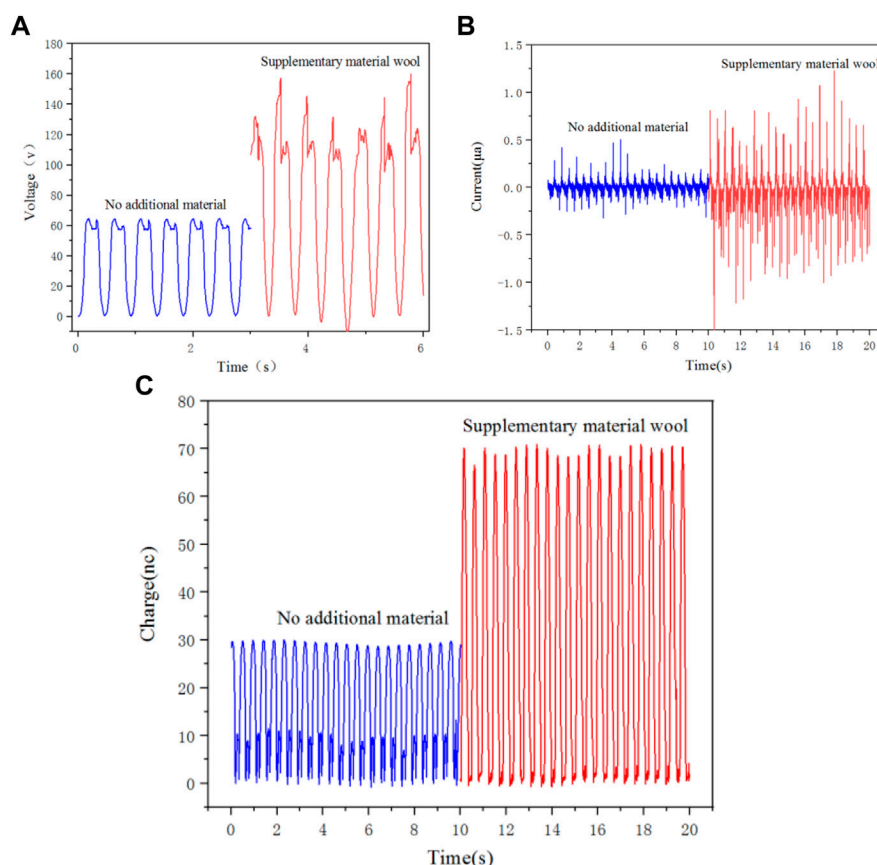 A
Voltage（v）
180
160
140
120
100
80
60
40
20
0
Supplementary material wool
No additional material
0
2
4
6
Time（s）
B
Current(μa)
1.5
1.0
0.5
0.0
-0.5
-1.0
-1.5
Supplementary material wool
No additional material
0 2 4 6 8 10 12 14 16 18 20
Time(s)
C
Charge(nc)
80
70
60
50
40
30
20
10
0
Supplementary material wool
No additional material
0 2 4 6 8 10 12 14 16 18 20
Time(s)